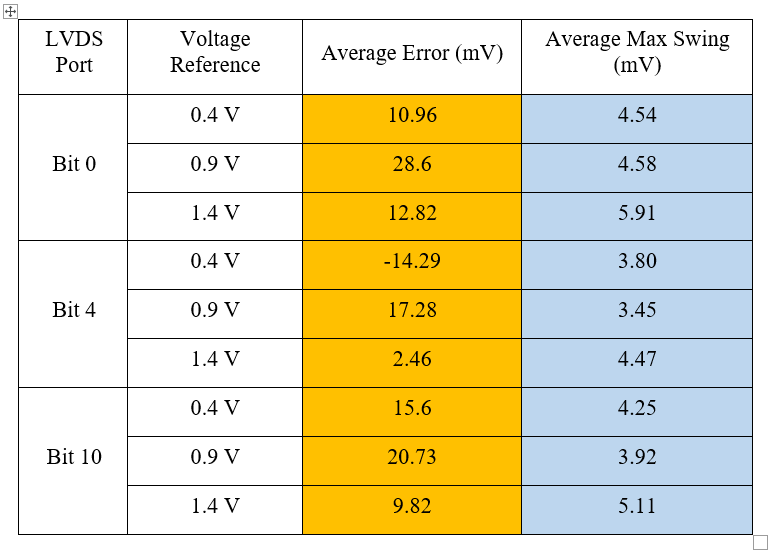 LVDS Port Voltage Reference Average Error (mV) Average Max Swing (mV)
Bit 0 0.4 V 10.96 4.54
0.9 V 28.6 4.58
1.4 V 12.82 5.91
Bit 4 0.4 V -14.29 3.80
0.9 V 17.28 3.45
1.4 V 2.46 4.47
Bit 10 0.4 V 15.6 4.25
0.9 V 20.73 3.92
1.4 V 9.82 5.11